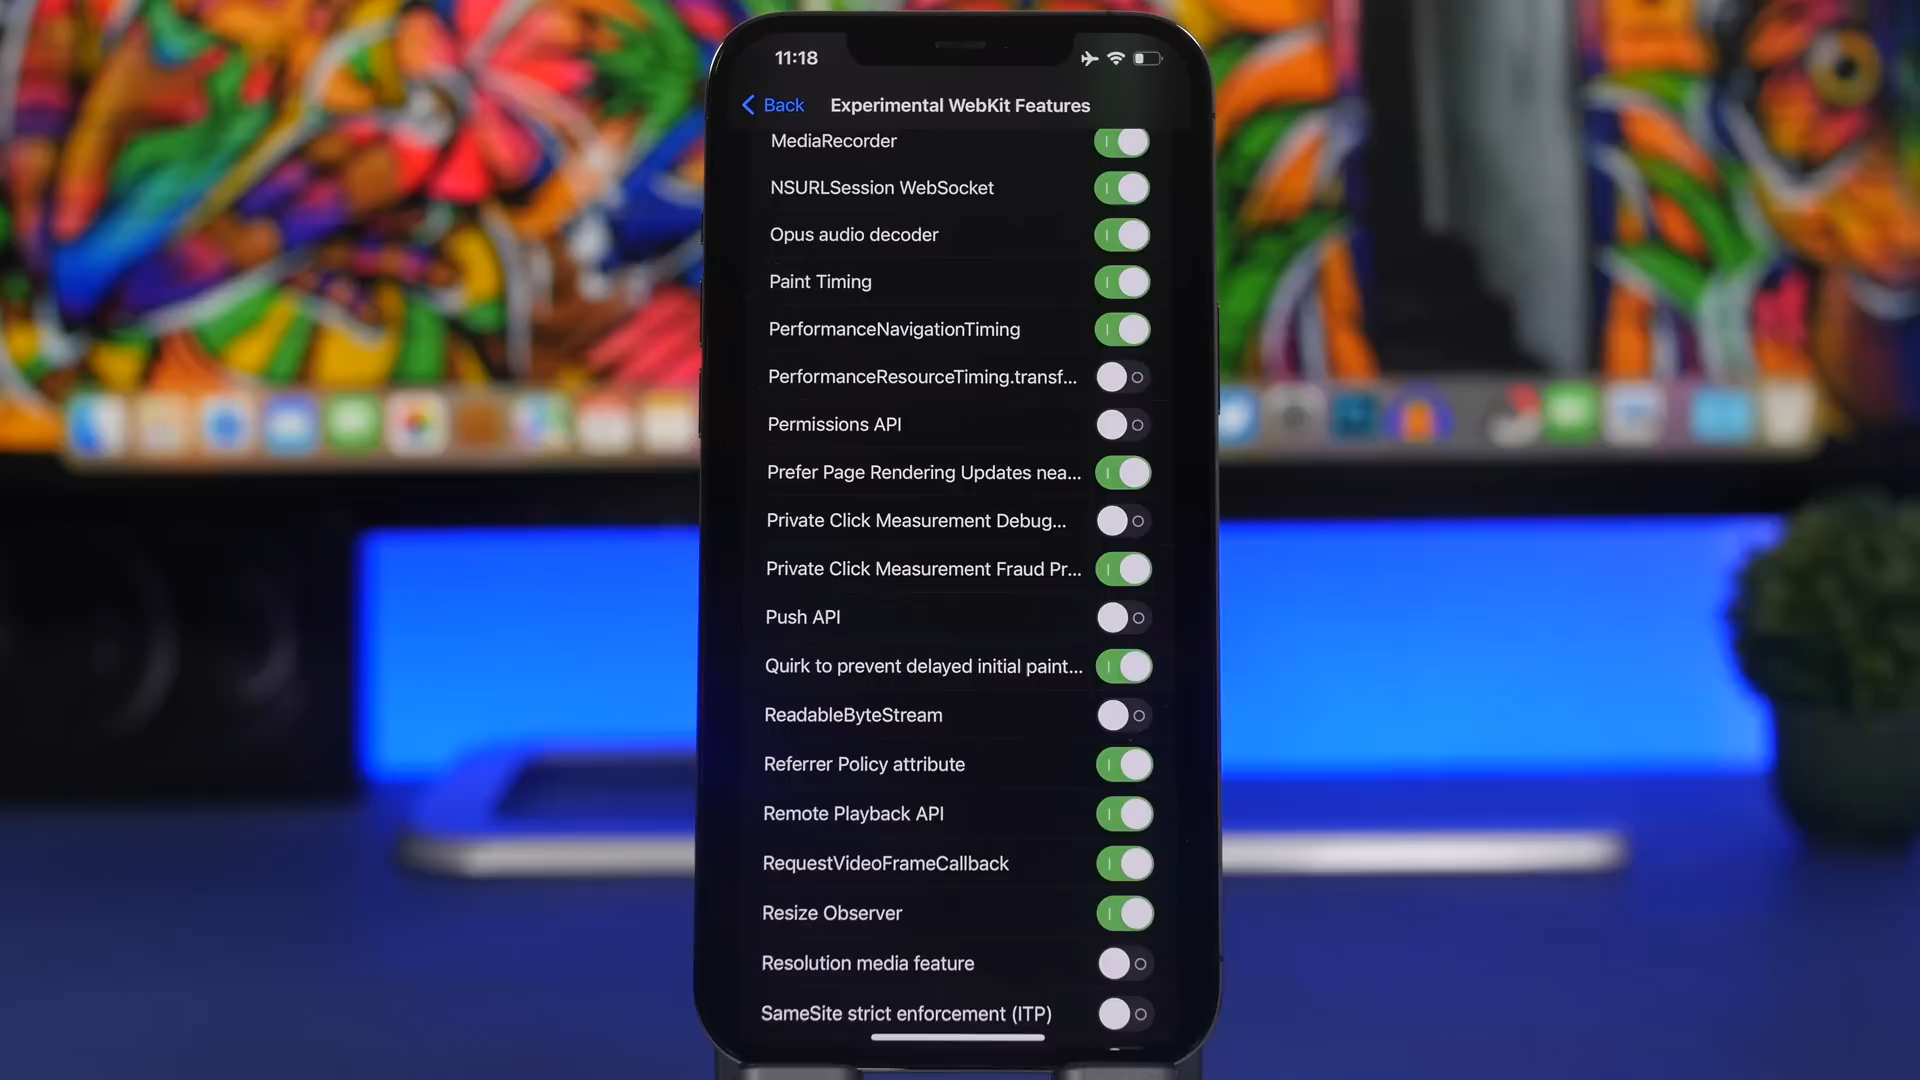 11:18
Back Experimental WebKit Features
MediaRecorder
NSURLSession WebSocket
Opus audio decoder
Paint Timing
PerformanceNavigationTiming
PerformanceResourceTiming.transf...
Permissions API
Prefer Page Rendering Updates nea...
Private Click Measurement Debug...
Private Click Measurement Fraud Pr...
Push API
Quirk to prevent delayed initial paint...
ReadableByteStream
Referrer Policy attribute
Remote Playback API
RequestVideoFrameCallback
Resize Observer
Resolution media feature
SameSite strict enforcement (ITP)